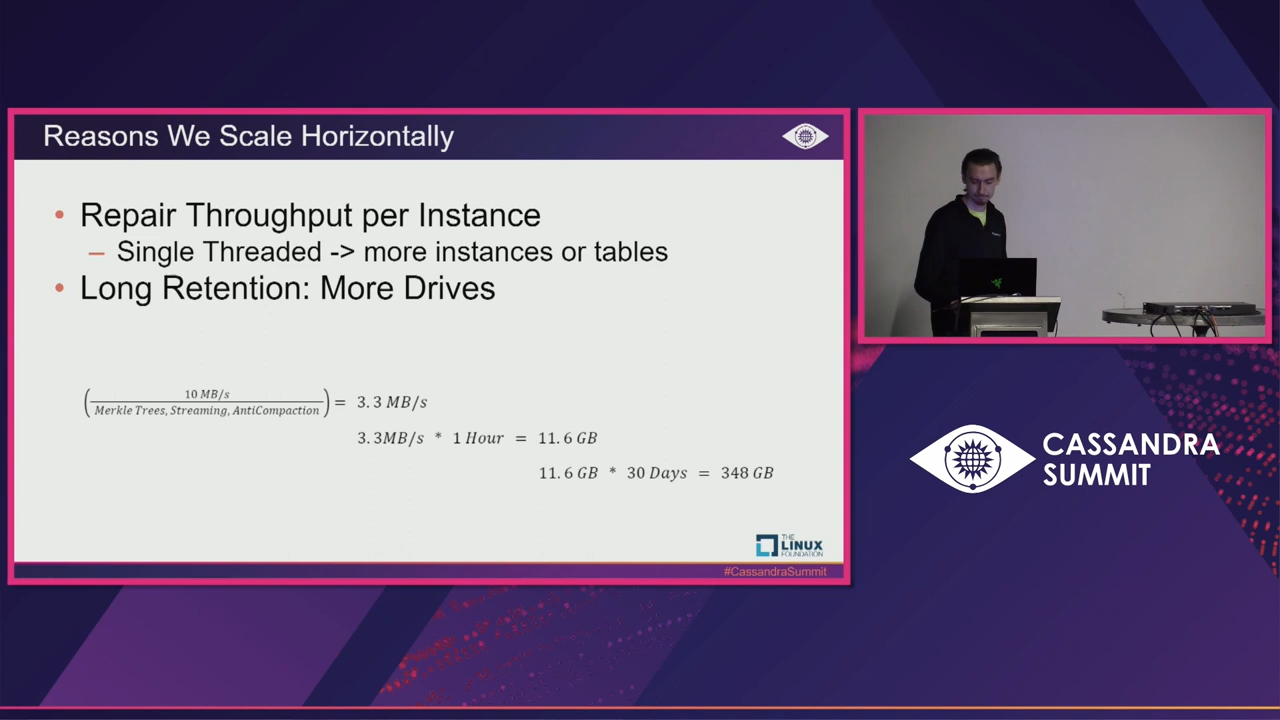 Reasons We Scale Horizontally
• Repair Throughput per Instance
– Single Threaded -> more instances or tables
• Long Retention: More Drives
(10 MB/s / Merkle Trees, Streaming, AntiCompaction) = 3.3 MB/s
3.3MB/s * 1 Hour = 11.6 GB
11.6 GB * 30 Days = 348 GB
THE
LINUX
FOUNDATION
#CassandraSummit
CASSANDRA
SUMMIT